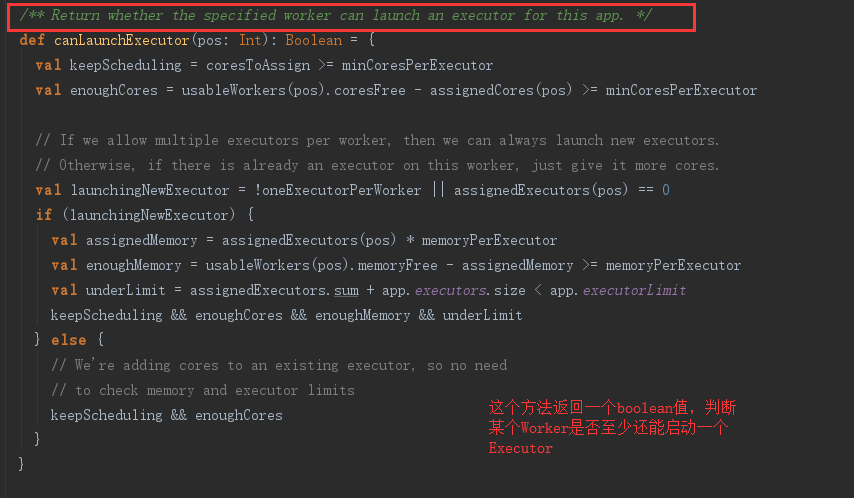 /** Return whether the specified worker can launch an executor for this app. */
def canLaunchExecutor(pos: Int): Boolean = {
  val keepScheduling = coresToAssign >= minCoresPerExecutor
  val enoughCores = usableWorkers(pos).coresFree - assignedCores(pos) >= minCoresPerExecutor

  // If we allow multiple executors per worker, then we can always launch new executors.
  // Otherwise, if there is already an executor on this worker, just give it more cores.
  val launchingNewExecutor = !oneExecutorPerWorker || assignedExecutors(pos) == 0
  if (launchingNewExecutor) {
    val assignedMemory = assignedExecutors(pos) * memoryPerExecutor
    val enoughMemory = usableWorkers(pos).memoryFree - assignedMemory >= memoryPerExecutor
    val underLimit = assignedExecutors.sum + app.executors.size < app.executorLimit
    keepScheduling && enoughCores && enoughMemory && underLimit
  } else {
    // We're adding cores to an existing executor, so no need
    // to check memory and executor limits
    keepScheduling && enoughCores
  }
}
这个方法返回一个boolean值，判断
某个Worker是否至少还能启动一个
Executor